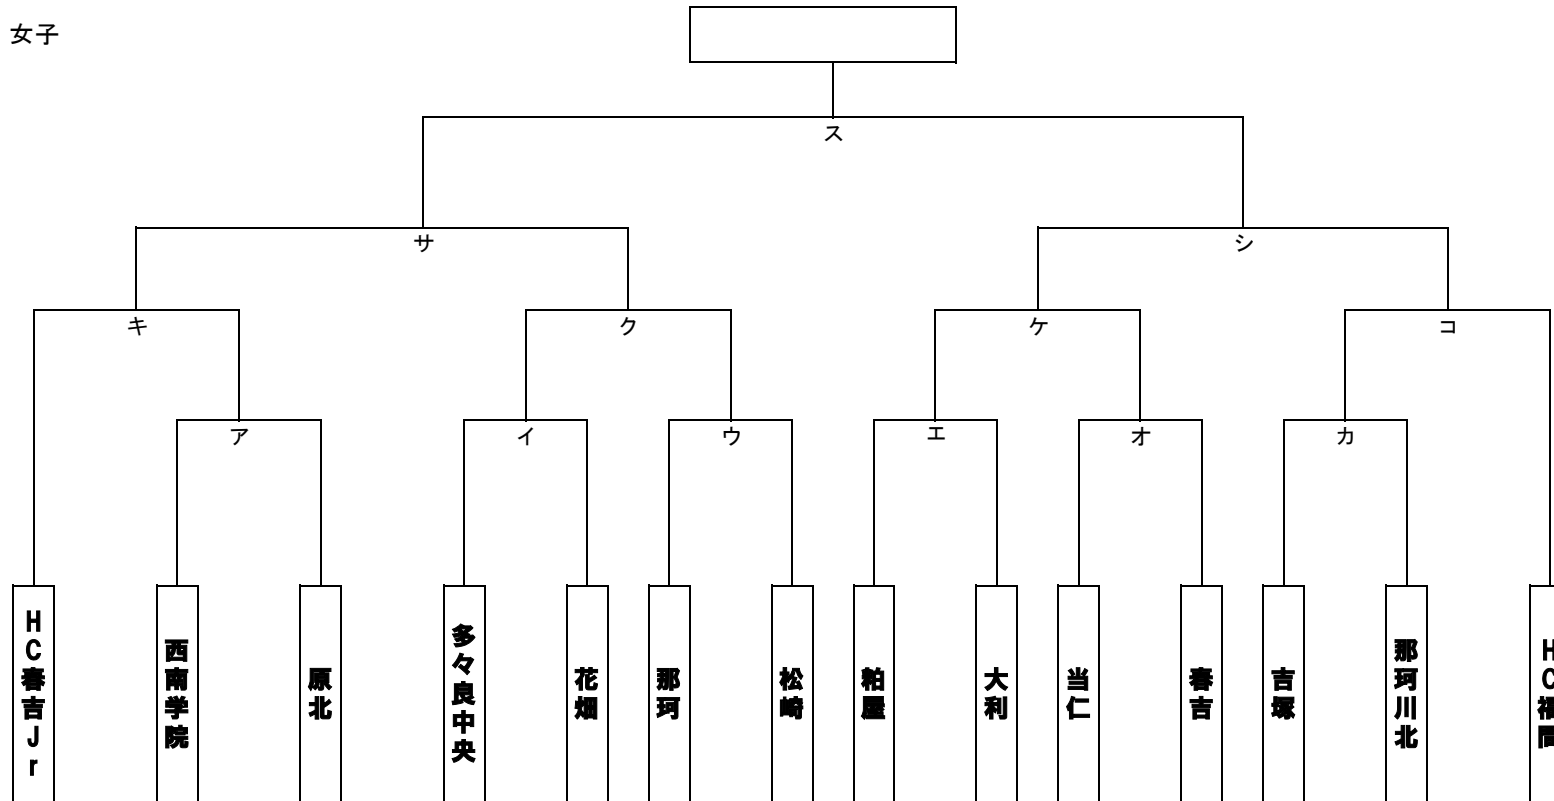 女子
ス
サ
シ
キ
ク
ケ
コ
ア
イ
ウ
エ
オ
カ
HC春吉Jr
西南学院
原北
多々良中央
花畑
那珂
松崎
粕屋
大利
当仁
春吉
吉塚
那珂川北
HC福間